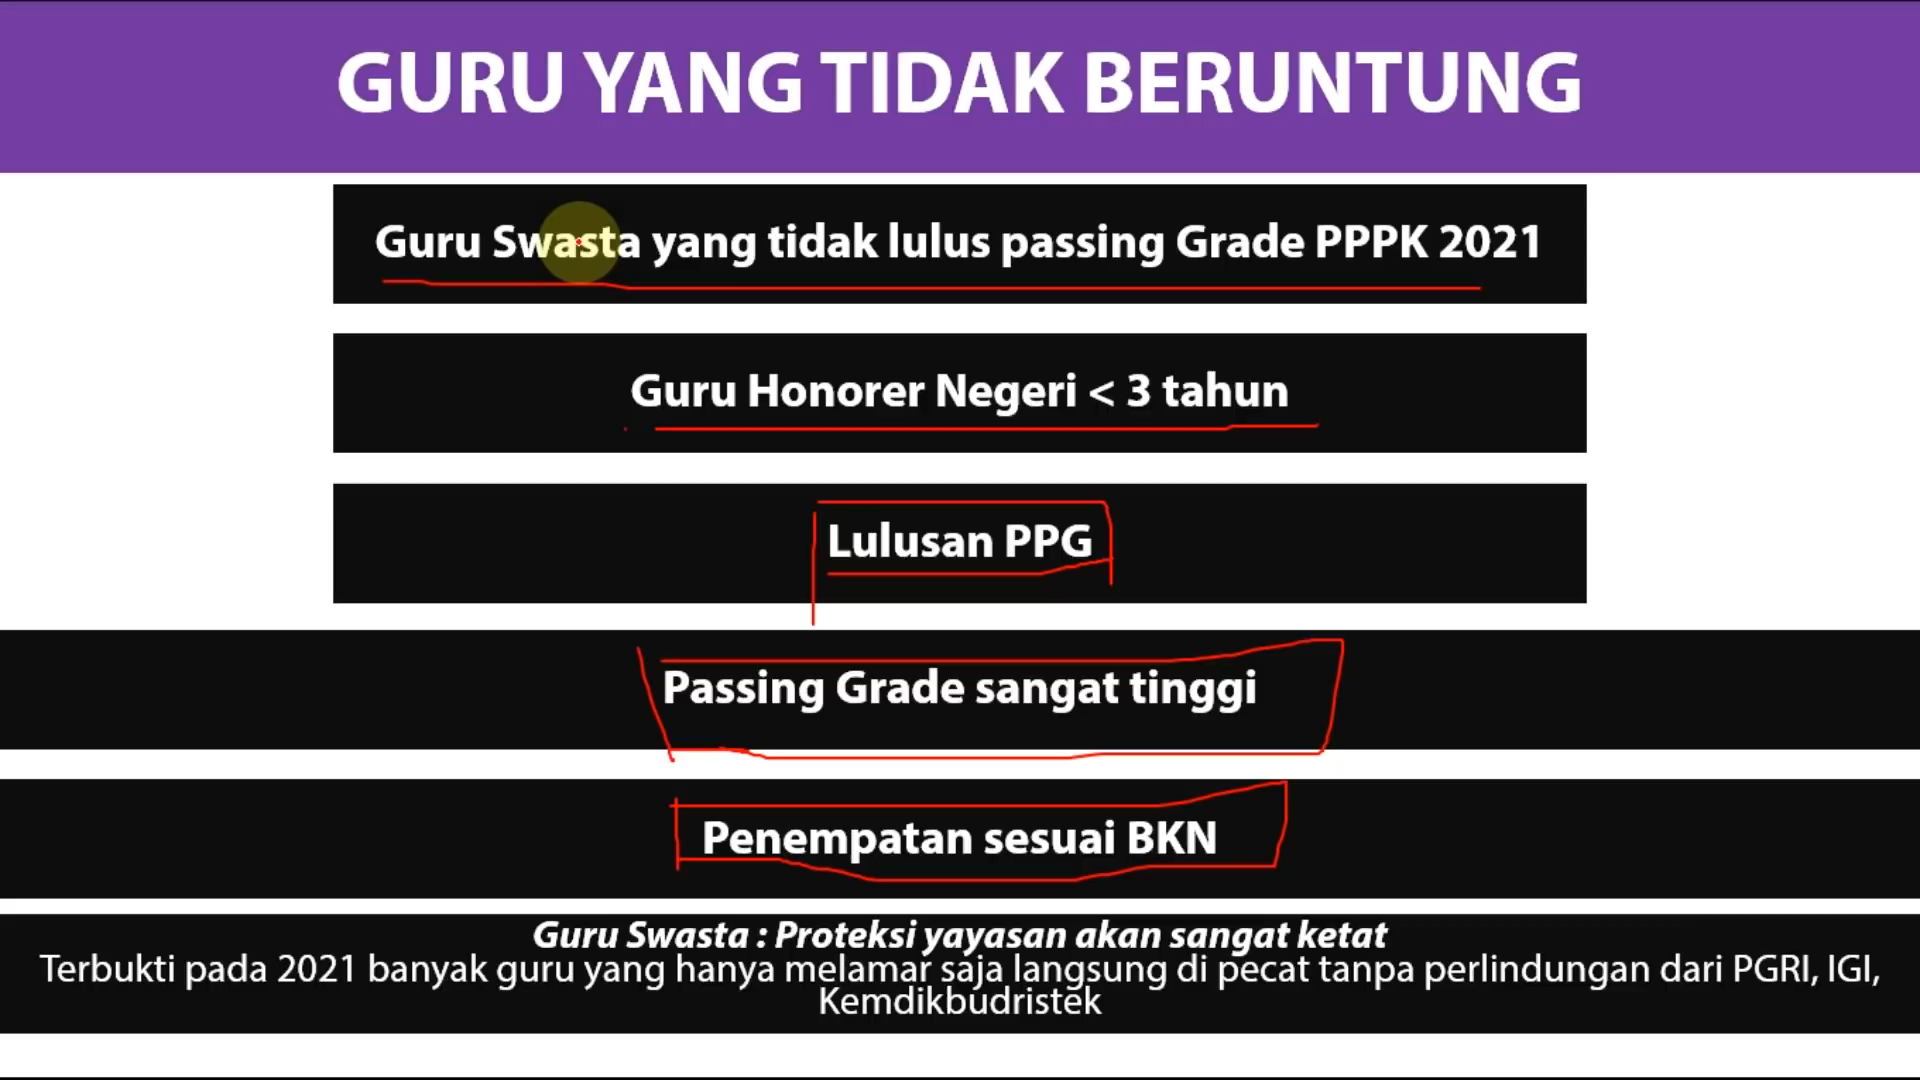 GURU YANG TIDAK BERUNTUNG
Guru Swasta yang tidak lulus passing Grade PPPK 2021
Guru Honorer Negeri < 3 tahun
Lulusan PPG
Passing Grade sangat tinggi
Penempatan sesuai BKN
Guru Swasta : Proteksi yayasan akan sangat ketat
Terbukti pada 2021 banyak guru yang hanya melamar saja langsung di pecat tanpa perlindungan dari PGRI, IGI,
Kemdikbudristek